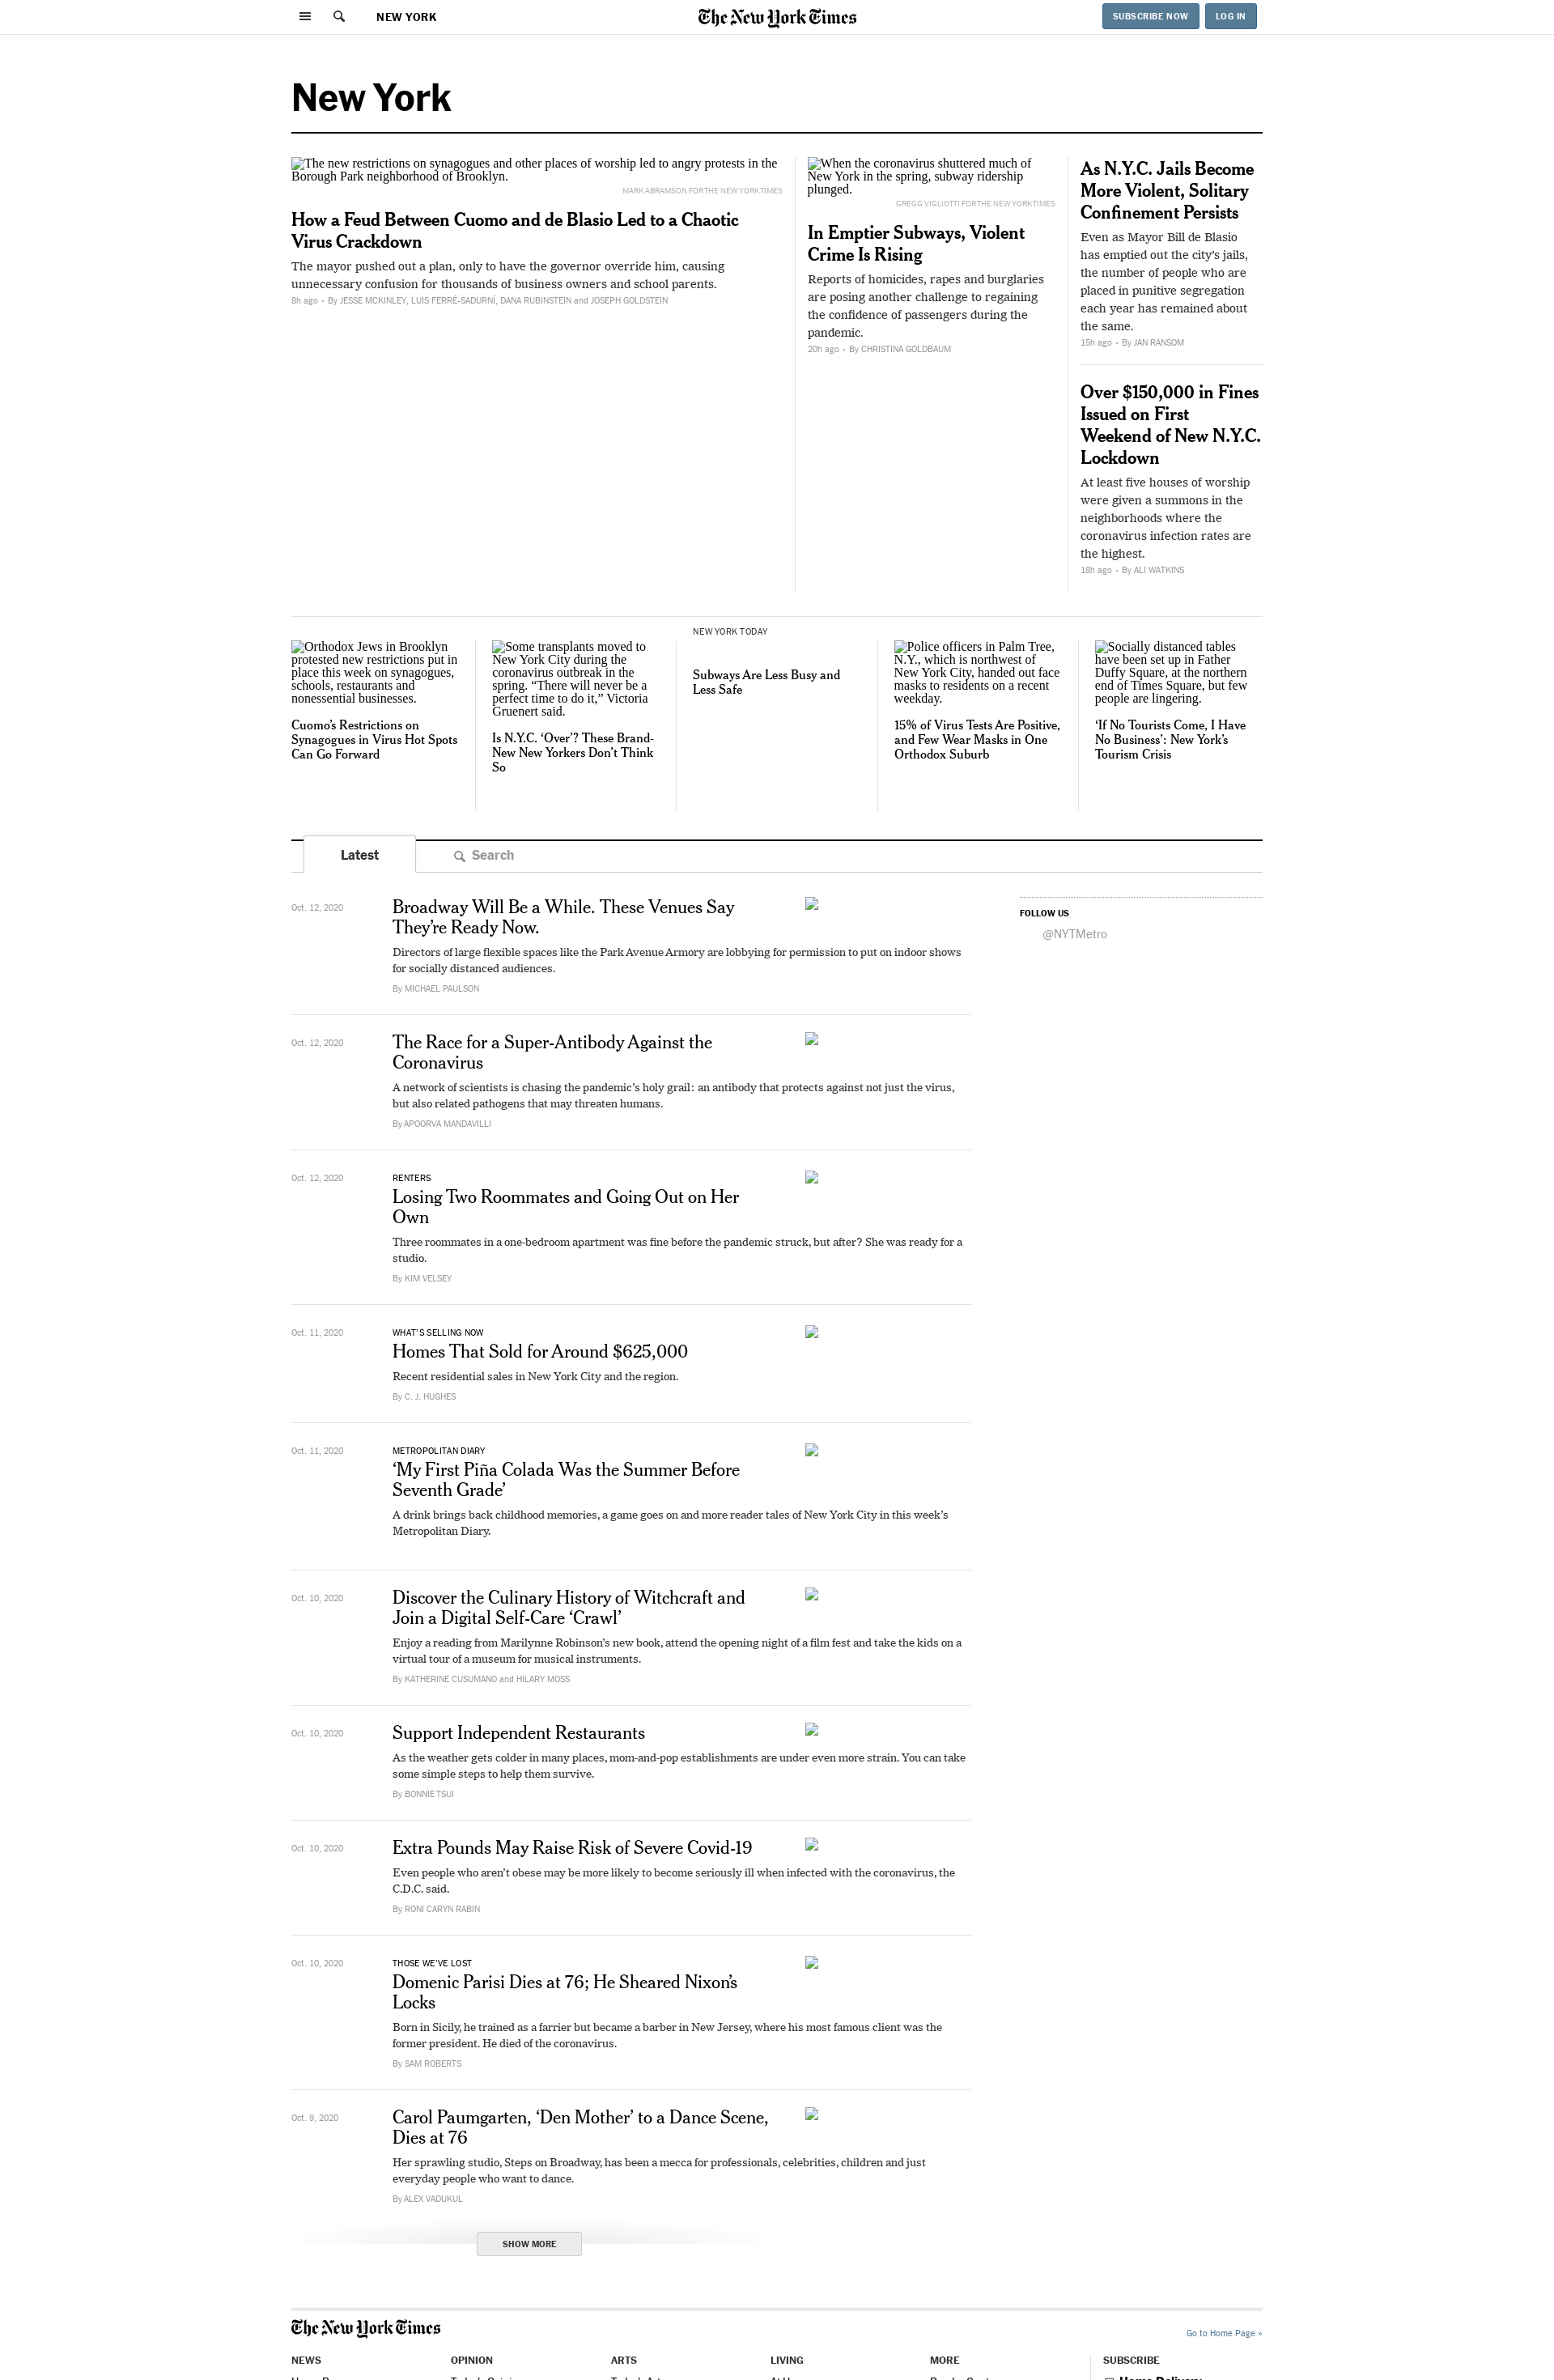 NEW YORK
The New York Times
SUBSCRIBE NOW
LOG IN
New York
The new restrictions on synagogues and other places of worship led to angry protests in the
Borough Park neighborhood of Brooklyn.
MARK ABRAMSON FOR THE NEW YORK TIMES
How a Feud Between Cuomo and de Blasio Led to a Chaotic
Virus Crackdown
The mayor pushed out a plan, only to have the governor override him, causing
unnecessary confusion for thousands of business owners and school parents.
8h ago • By JESSE MCKINLEY, LUIS FERRÉ-SADURNÍ, DANA RUBINSTEIN and JOSEPH GOLDSTEIN
When the coronavirus shuttered much of
New York in the spring, subway ridership
plunged.
GREGG VIGLIOTTI FOR THE NEW YORK TIMES
In Emptier Subways, Violent
Crime Is Rising
Reports of homicides, rapes and burglaries
are posing another challenge to regaining
the confidence of passengers during the
pandemic.
20h ago • By CHRISTINA GOLDBAUM
As N.Y.C. Jails Become
More Violent, Solitary
Confinement Persists
Even as Mayor Bill de Blasio
has emptied out the city's jails,
the number of people who are
placed in punitive segregation
each year has remained about
the same.
15h ago • By JAN RANSOM
Over $150,000 in Fines
Issued on First
Weekend of New N.Y.C.
Lockdown
At least five houses of worship
were given a summons in the
neighborhoods where the
coronavirus infection rates are
the highest.
18h ago • By ALI WATKINS
Orthodox Jews in Brooklyn
protested new restrictions put in
place this week on synagogues,
schools, restaurants and
nonessential businesses.
Cuomo's Restrictions on
Synagogues in Virus Hot Spots
Can Go Forward
Some transplants moved to
New York City during the
coronavirus outbreak in the
spring. “There will never be a
perfect time to do it,” Victoria
Gruenert said.
Is N.Y.C. ‘Over’? These Brand-
New New Yorkers Don’t Think
So
NEW YORK TODAY
Subways Are Less Busy and
Less Safe
Police officers in Palm Tree,
N.Y., which is northwest of
New York City, handed out face
masks to residents on a recent
weekday.
15% of Virus Tests Are Positive,
and Few Wear Masks in One
Orthodox Suburb
Socially distanced tables
have been set up in Father
Duffy Square, at the northern
end of Times Square, but few
people are lingering.
‘If No Tourists Come, I Have
No Business’: New York’s
Tourism Crisis
Latest
Search
Oct. 12, 2020
Broadway Will Be a While. These Venues Say
They’re Ready Now.
Directors of large flexible spaces like the Park Avenue Armory are lobbying for permission to put on indoor shows
for socially distanced audiences.
By MICHAEL PAULSON
FOLLOW US
@NYTMetro
Oct. 12, 2020
The Race for a Super-Antibody Against the
Coronavirus
A network of scientists is chasing the pandemic’s holy grail: an antibody that protects against not just the virus,
but also related pathogens that may threaten humans.
By APOORVA MANDAVILLI
Oct. 12, 2020
RENTERS
Losing Two Roommates and Going Out on Her
Own
Three roommates in a one-bedroom apartment was fine before the pandemic struck, but after? She was ready for a
studio.
By KIM VELSEY
Oct. 11, 2020
WHAT’S SELLING NOW
Homes That Sold for Around $625,000
Recent residential sales in New York City and the region.
By C. J. HUGHES
Oct. 11, 2020
METROPOLITAN DIARY
‘My First Piña Colada Was the Summer Before
Seventh Grade’
A drink brings back childhood memories, a game goes on and more reader tales of New York City in this week’s
Metropolitan Diary.
Oct. 10, 2020
Discover the Culinary History of Witchcraft and
Join a Digital Self-Care ‘Crawl’
Enjoy a reading from Marilynne Robinson’s new book, attend the opening night of a film fest and take the kids on a
virtual tour of a museum for musical instruments.
By KATHERINE CUSUMANO and HILARY MOSS
Oct. 10, 2020
Support Independent Restaurants
As the weather gets colder in many places, mom-and-pop establishments are under even more strain. You can take
some simple steps to help them survive.
By BONNIE TSUI
Oct. 10, 2020
Extra Pounds May Raise Risk of Severe Covid-19
Even people who aren’t obese may be more likely to become seriously ill when infected with the coronavirus, the
C.D.C. said.
By RONI CARYN RABIN
Oct. 10, 2020
THOSE WE’VE LOST
Domenic Parisi Dies at 76; He Sheared Nixon’s
Locks
Born in Sicily, he trained as a farrier but became a barber in New Jersey, where his most famous client was the
former president. He died of the coronavirus.
By SAM ROBERTS
Oct. 9, 2020
Carol Paumgarten, ‘Den Mother’ to a Dance Scene,
Dies at 76
Her sprawling studio, Steps on Broadway, has been a mecca for professionals, celebrities, children and just
everyday people who want to dance.
By ALEX VADUKUL
SHOW MORE
The New York Times
Go to Home Page »
NEWS
OPINION
ARTS
LIVING
MORE
SUBSCRIBE